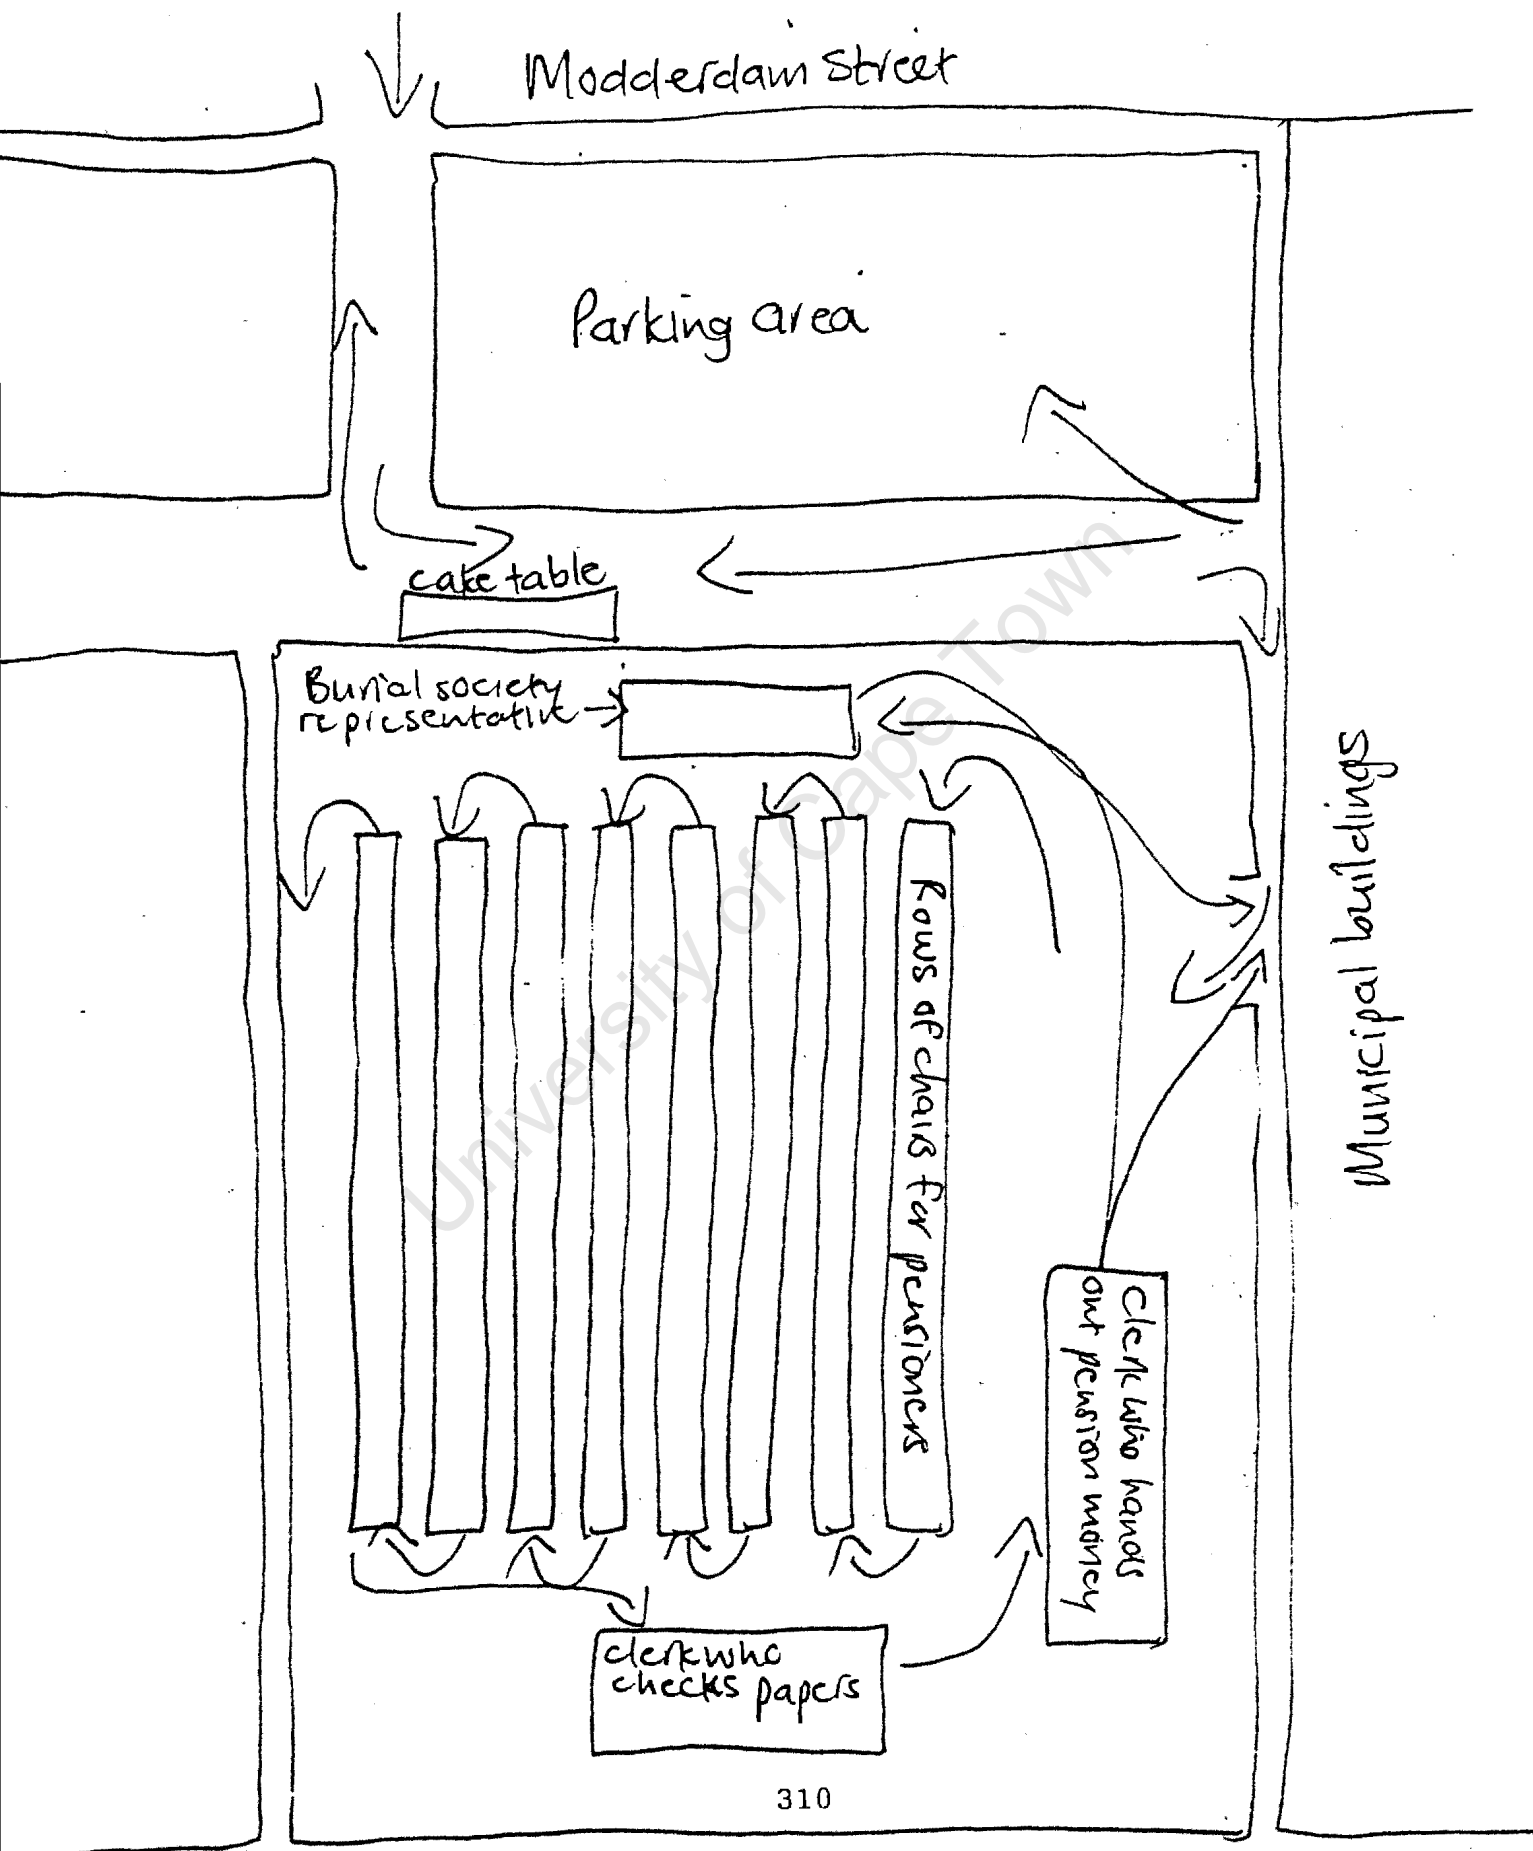 Modderdam Street
Parking area
cake table
Burial society
representative
Municipal buildings
Rows of chairs for pensioners
Clerk who hands
out pension money
clerk who
checks papers
University of Cape Town
310